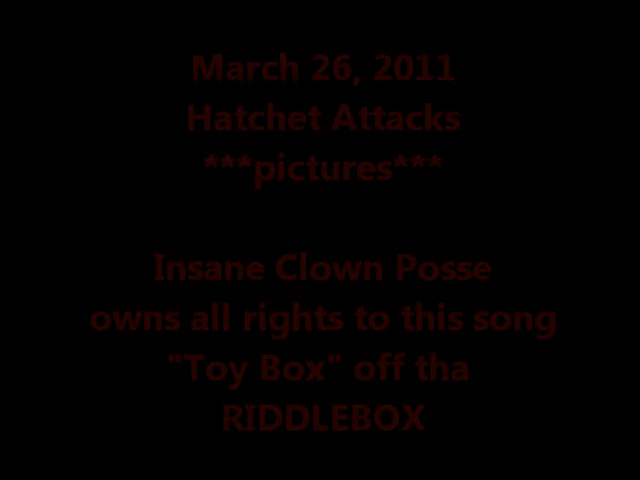 March 26, 2011
Hatchet Attacks
***pictures***
Insane Clown Posse
owns all rights to this song
"Toy Box" off tha
RIDDLEBOX